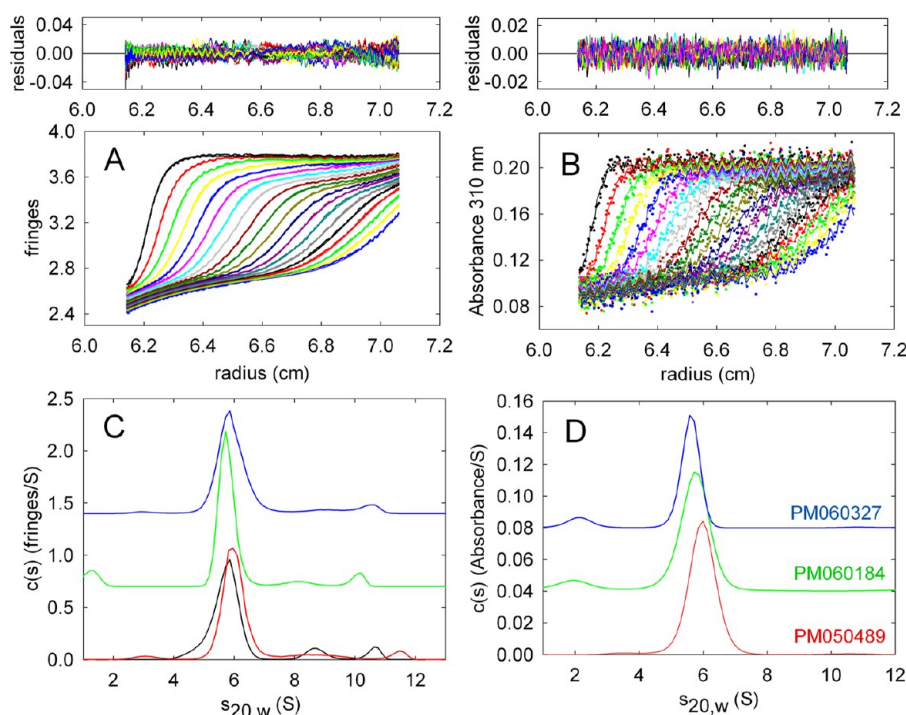 residuals
0.04
0.00
-0.04
6.0 6.2 6.4 6.6 6.8 7.0 7.2
residuals
0.02
0.00
-0.02
6.0 6.2 6.4 6.6 6.8 7.0 7.2
A
fringes
4.0
3.6
3.2
2.8
2.4
6.0 6.2 6.4 6.6 6.8 7.0 7.2
radius (cm)
B
Absorbance 310 nm
0.20
0.16
0.12
0.08
6.0 6.2 6.4 6.6 6.8 7.0 7.2
radius (cm)
C
c(s) (fringes/S)
2.5
2.0
1.5
1.0
0.5
0.0
2 4 6 8 10 12
s20,w (S)
D
c(s) (Absorbance/S)
0.16
0.14
0.12
0.10
0.08
0.06
0.04
0.02
0.00
PM060327
PM060184
PM050489
2 4 6 8 10 12
s20,w (S)